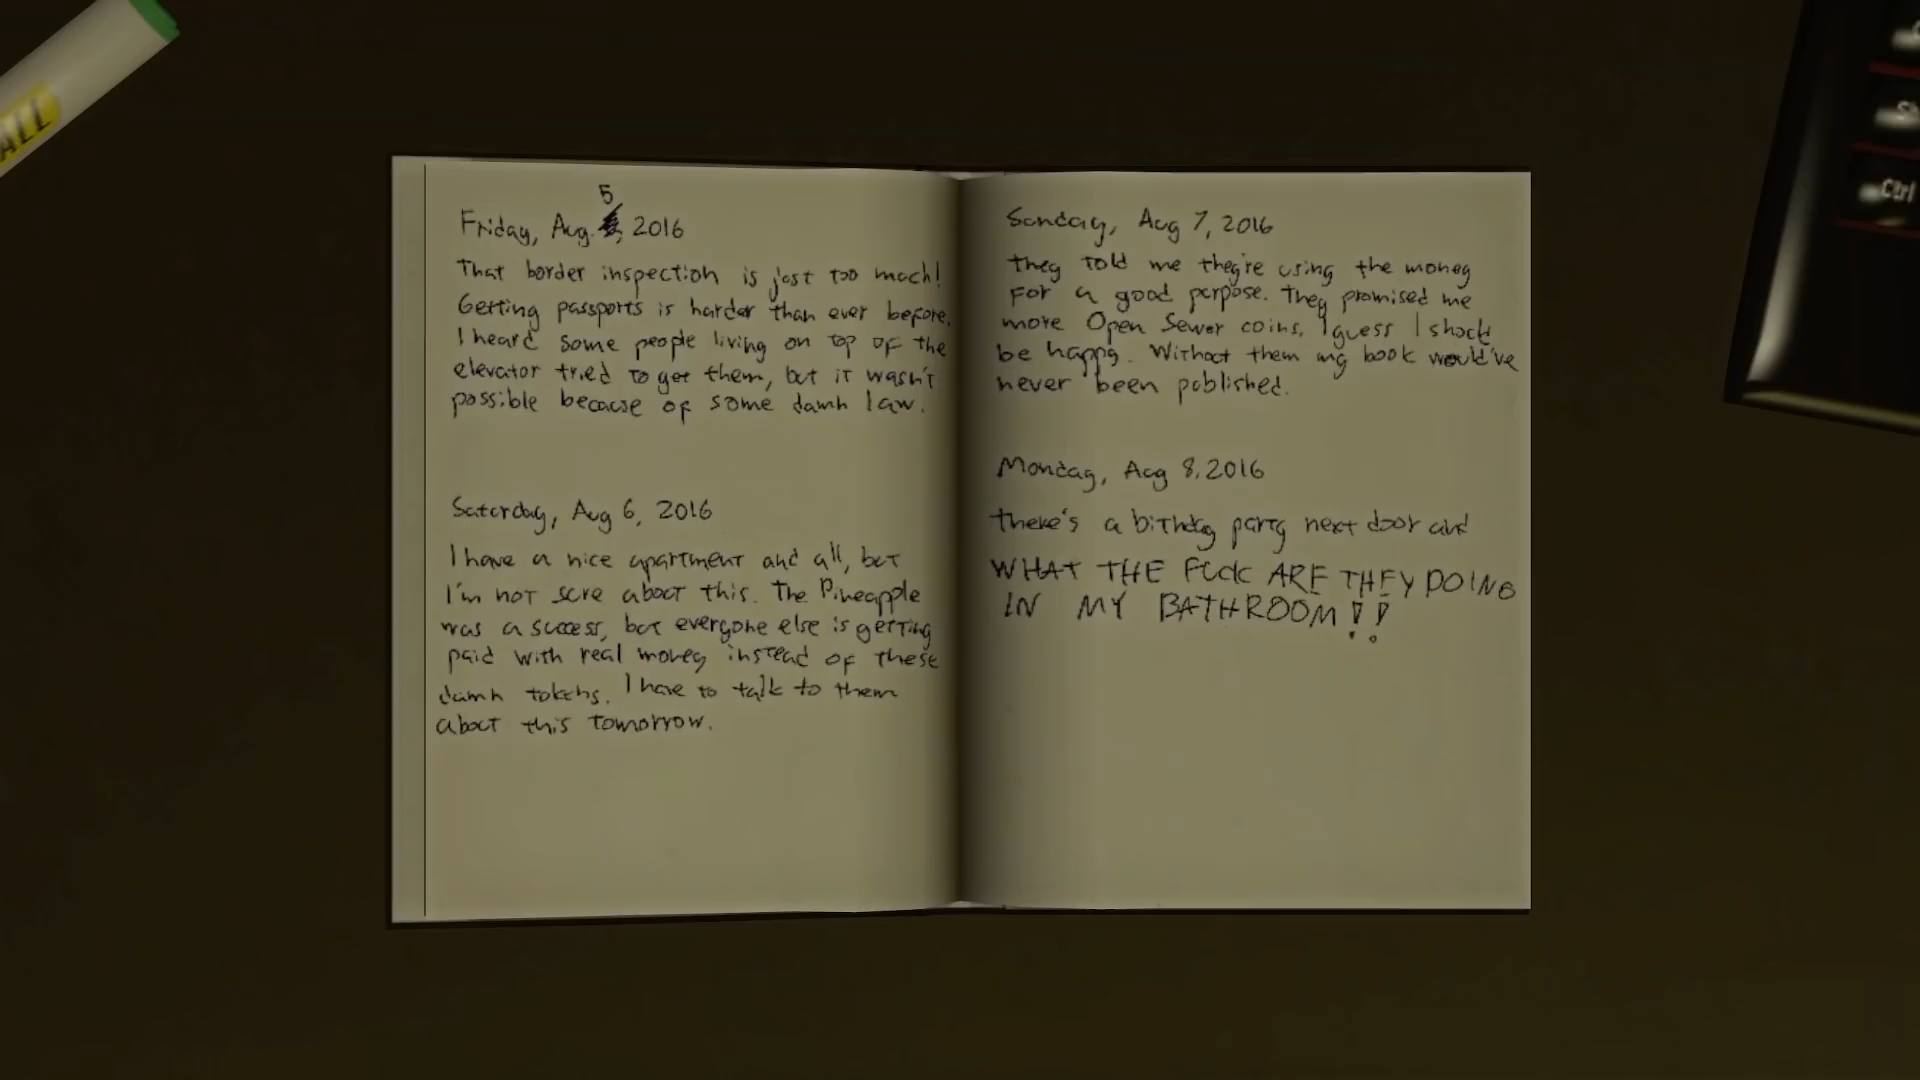 ALL
Friday, Aug. 5, 2016
That border inspection is just too much!
Getting passports is harder than ever before.
I heard some people living on top of the
elevator tried to get them, but it wasn't
possible because of some damn law.
Saturday, Aug 6, 2016
I have a nice apartment and all, but
I'm not sure about this. The Pineapple
was a success, but everyone else is getting
paid with real money instead of these
damn tokens. I have to talk to them
about this tomorrow.
Sunday, Aug 7, 2016
They told me they're using the money
for a good purpose. They promised me
more Open Sewer coins. I guess I should
be happy. Without them my book would've
never been published.
Monday, Aug 8, 2016
There's a bithday party next door and
WHAT THE FUCK ARE THEY DOING
IN MY BATHROOM!!
Ctrl